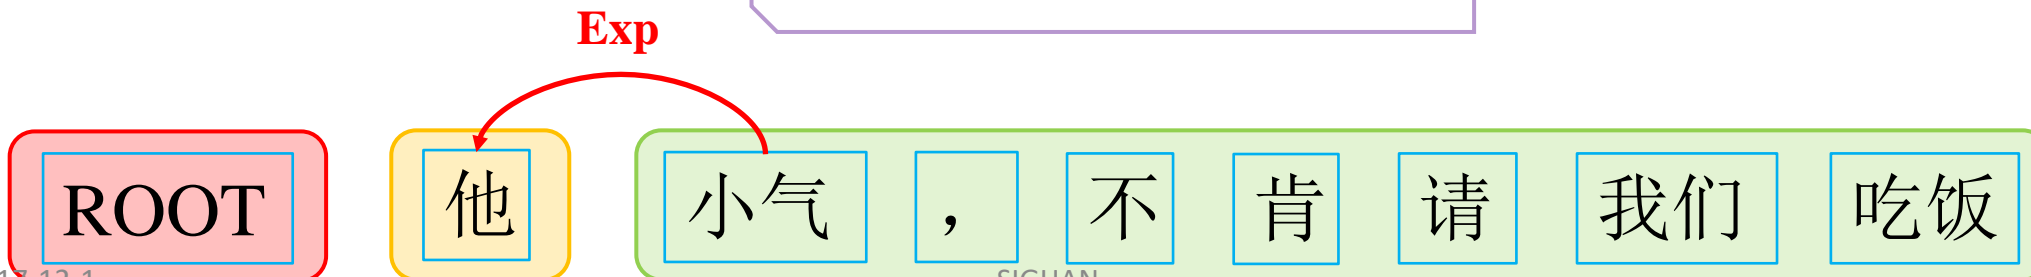 Exp
ROOT 他 小气 ， 不 肯 请 我们 吃饭